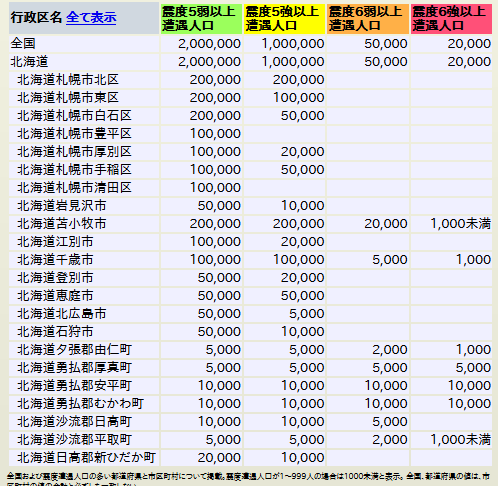 行政区名 全て表示 震度5弱以上遭遇人口 震度5強以上遭遇人口 震度6弱以上遭遇人口 震度6強以上遭遇人口
全国 2,000,000 1,000,000 50,000 20,000
北海道 2,000,000 1,000,000 50,000 20,000
北海道札幌市北区 200,000 200,000
北海道札幌市東区 200,000 100,000
北海道札幌市白石区 200,000 50,000
北海道札幌市豊平区 100,000
北海道札幌市厚別区 100,000 20,000
北海道札幌市手稲区 100,000 50,000
北海道札幌市清田区 100,000
北海道岩見沢市 50,000 10,000
北海道苫小牧市 200,000 200,000 20,000 1,000未満
北海道江別市 100,000 20,000
北海道千歳市 100,000 100,000 5,000 1,000
北海道登別市 50,000 20,000
北海道恵庭市 50,000 50,000
北海道北広島市 50,000 5,000
北海道石狩市 50,000 10,000
北海道夕張郡由仁町 5,000 5,000 2,000 1,000
北海道勇払郡厚真町 5,000 5,000 5,000 5,000
北海道勇払郡安平町 10,000 10,000 10,000 10,000
北海道勇払郡むかわ町 10,000 10,000 10,000 10,000
北海道沙流郡日高町 10,000 10,000 5,000
北海道沙流郡平取町 5,000 5,000 2,000 1,000未満
北海道日高郡新ひだか町 20,000 10,000
全国および震度遭遇人口の多い都道府県と市区町村について掲載。震度遭遇人口が1～999人の場合は1000未満と表示。全国、都道府県の値は、市